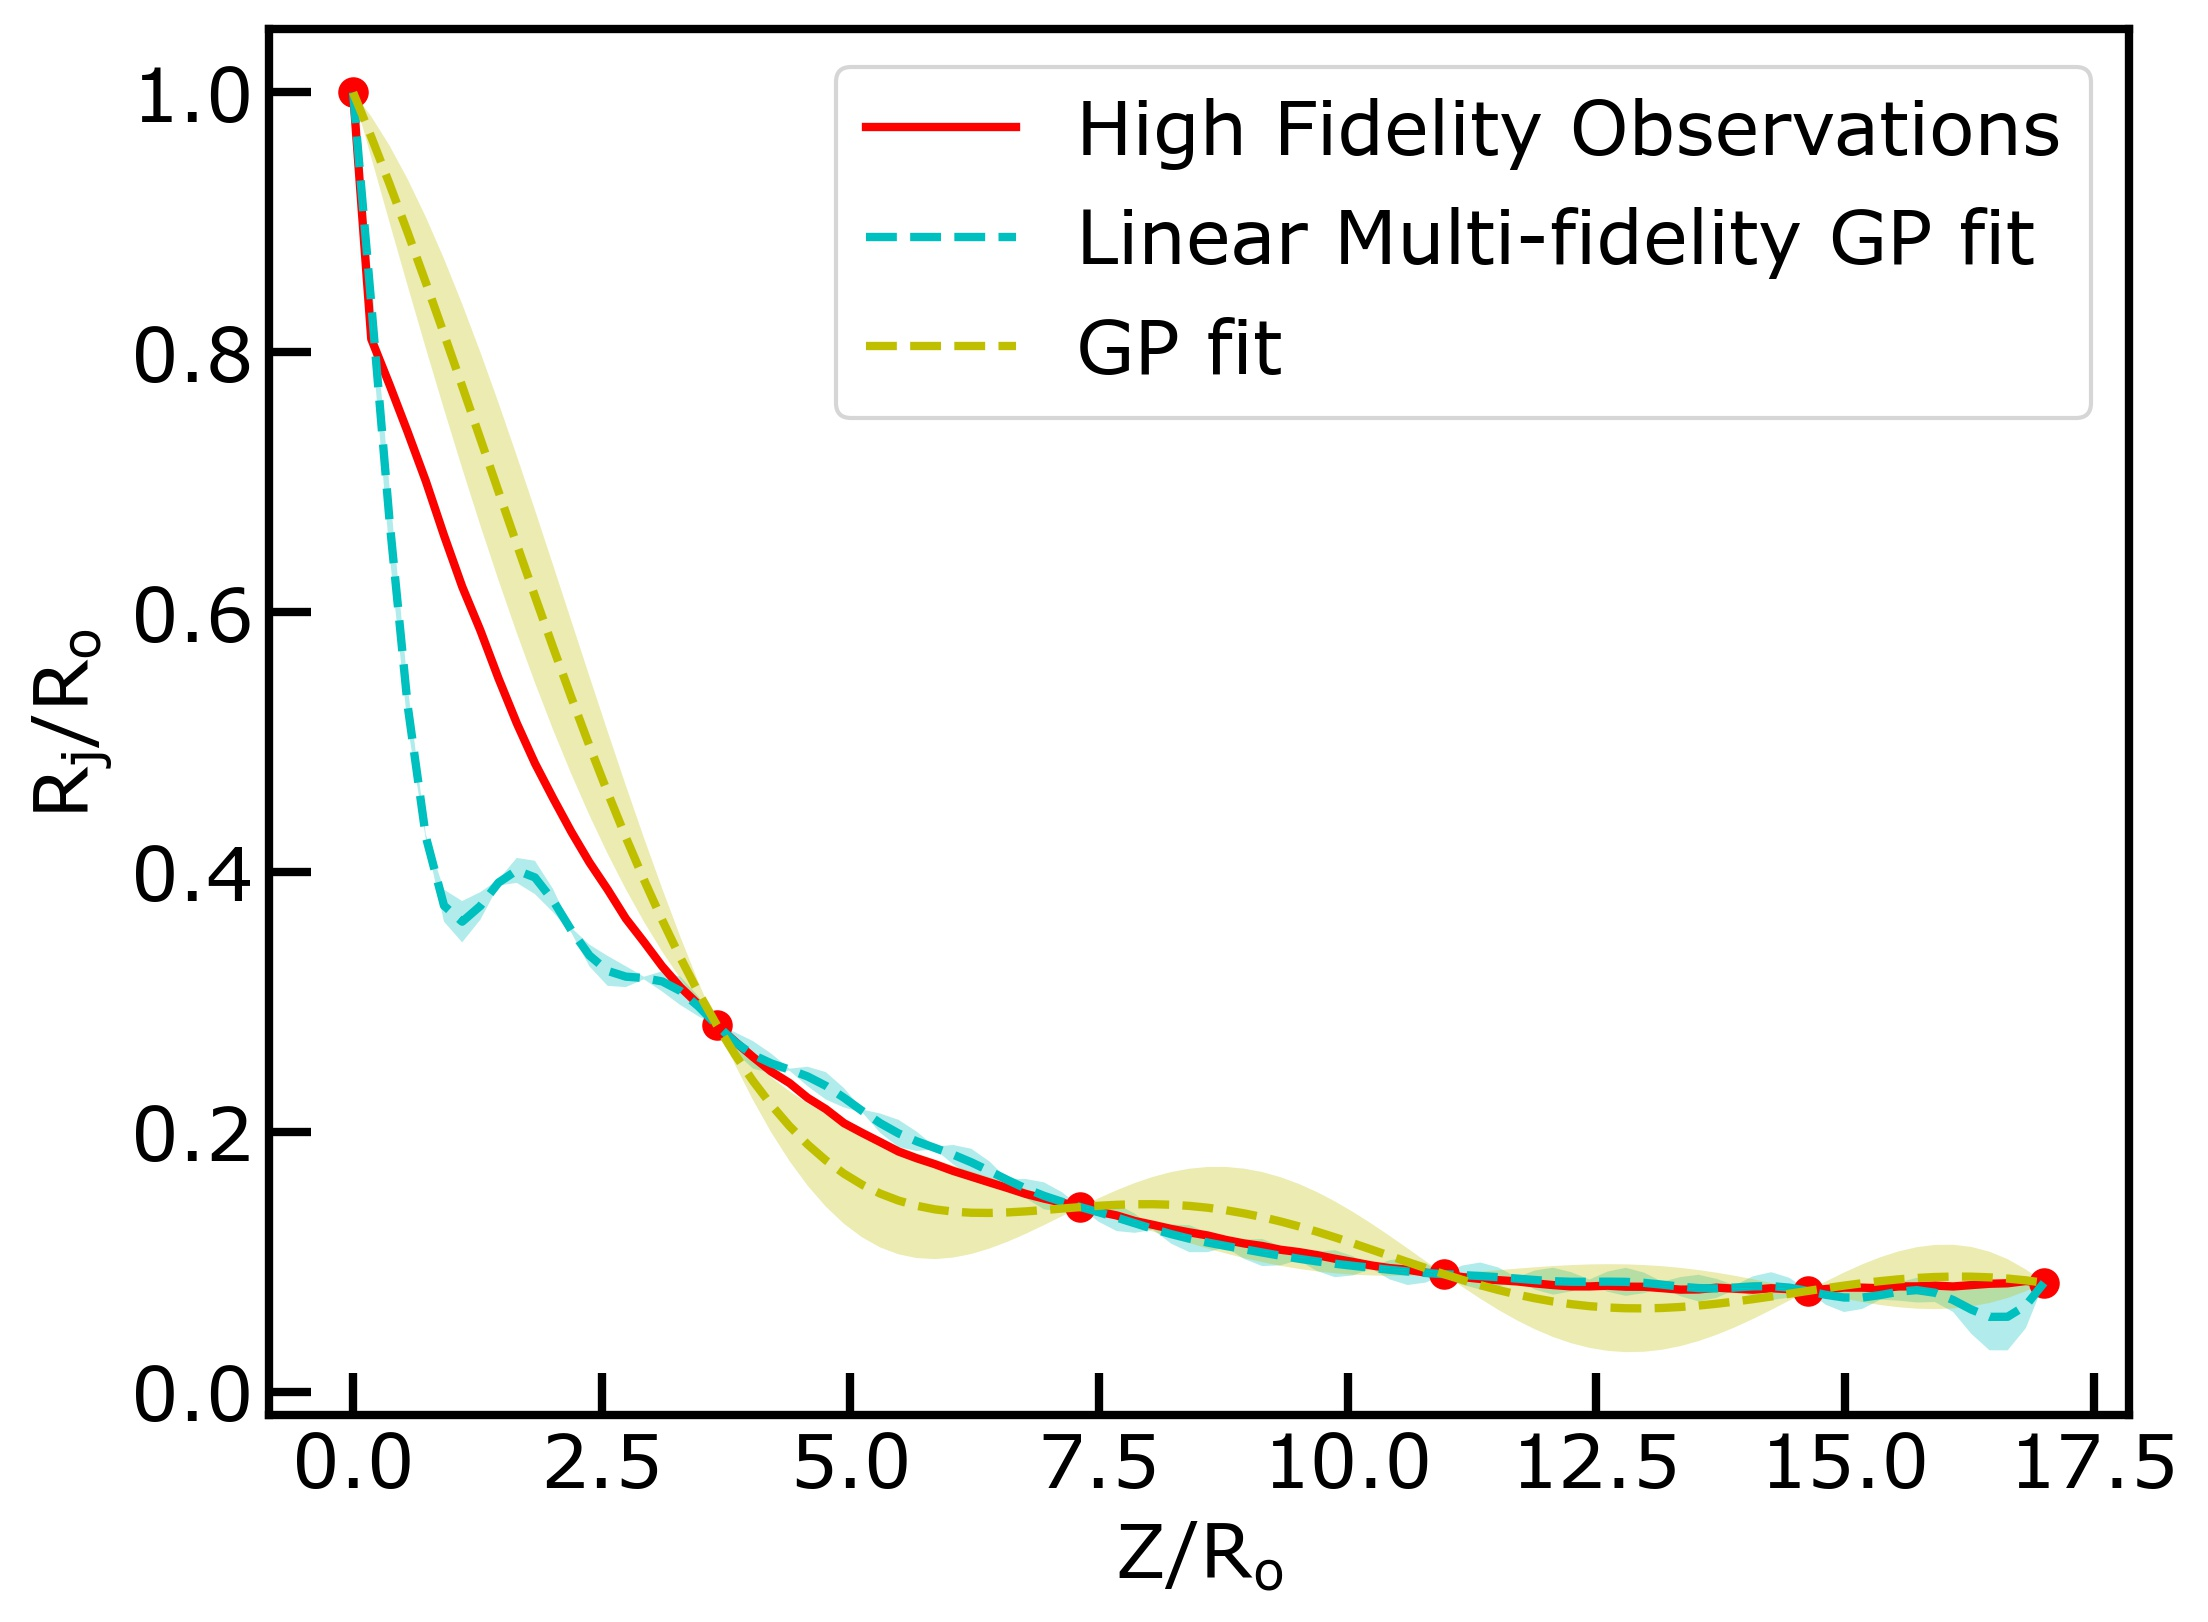 High Fidelity Observations
Linear Multi-fidelity GP fit
GP fit
1.0
0.8
0.6
0.4
0.2
0.0
Rj/Ro
0.0 2.5 5.0 7.5 10.0 12.5 15.0 17.5
Z/Ro